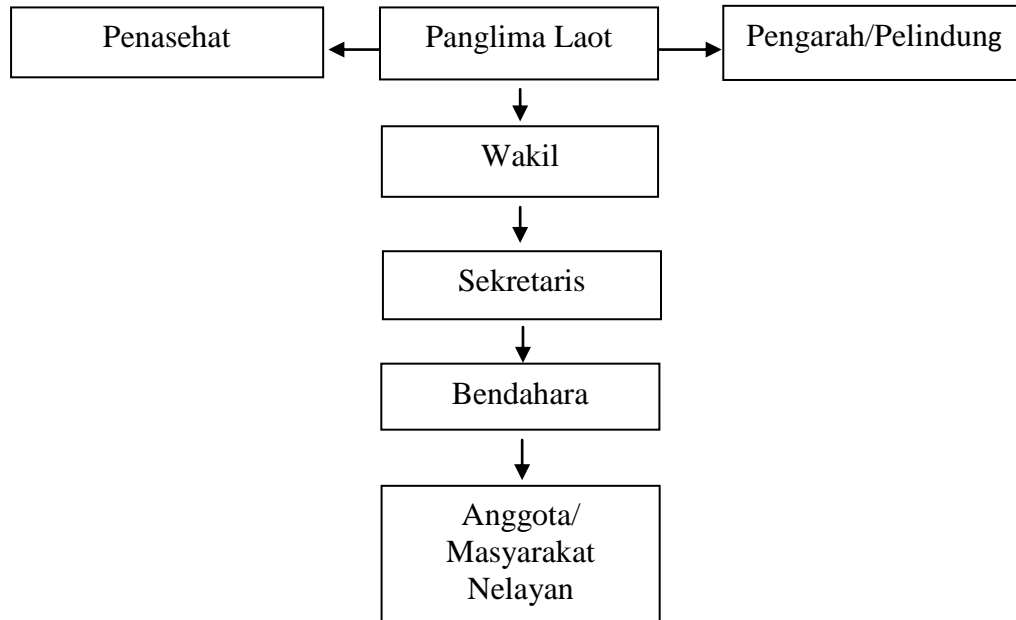 Penasehat
Panglima Laot
Pengarah/Pelindung
Wakil
Sekretaris
Bendahara
Anggota/
Masyarakat
Nelayan